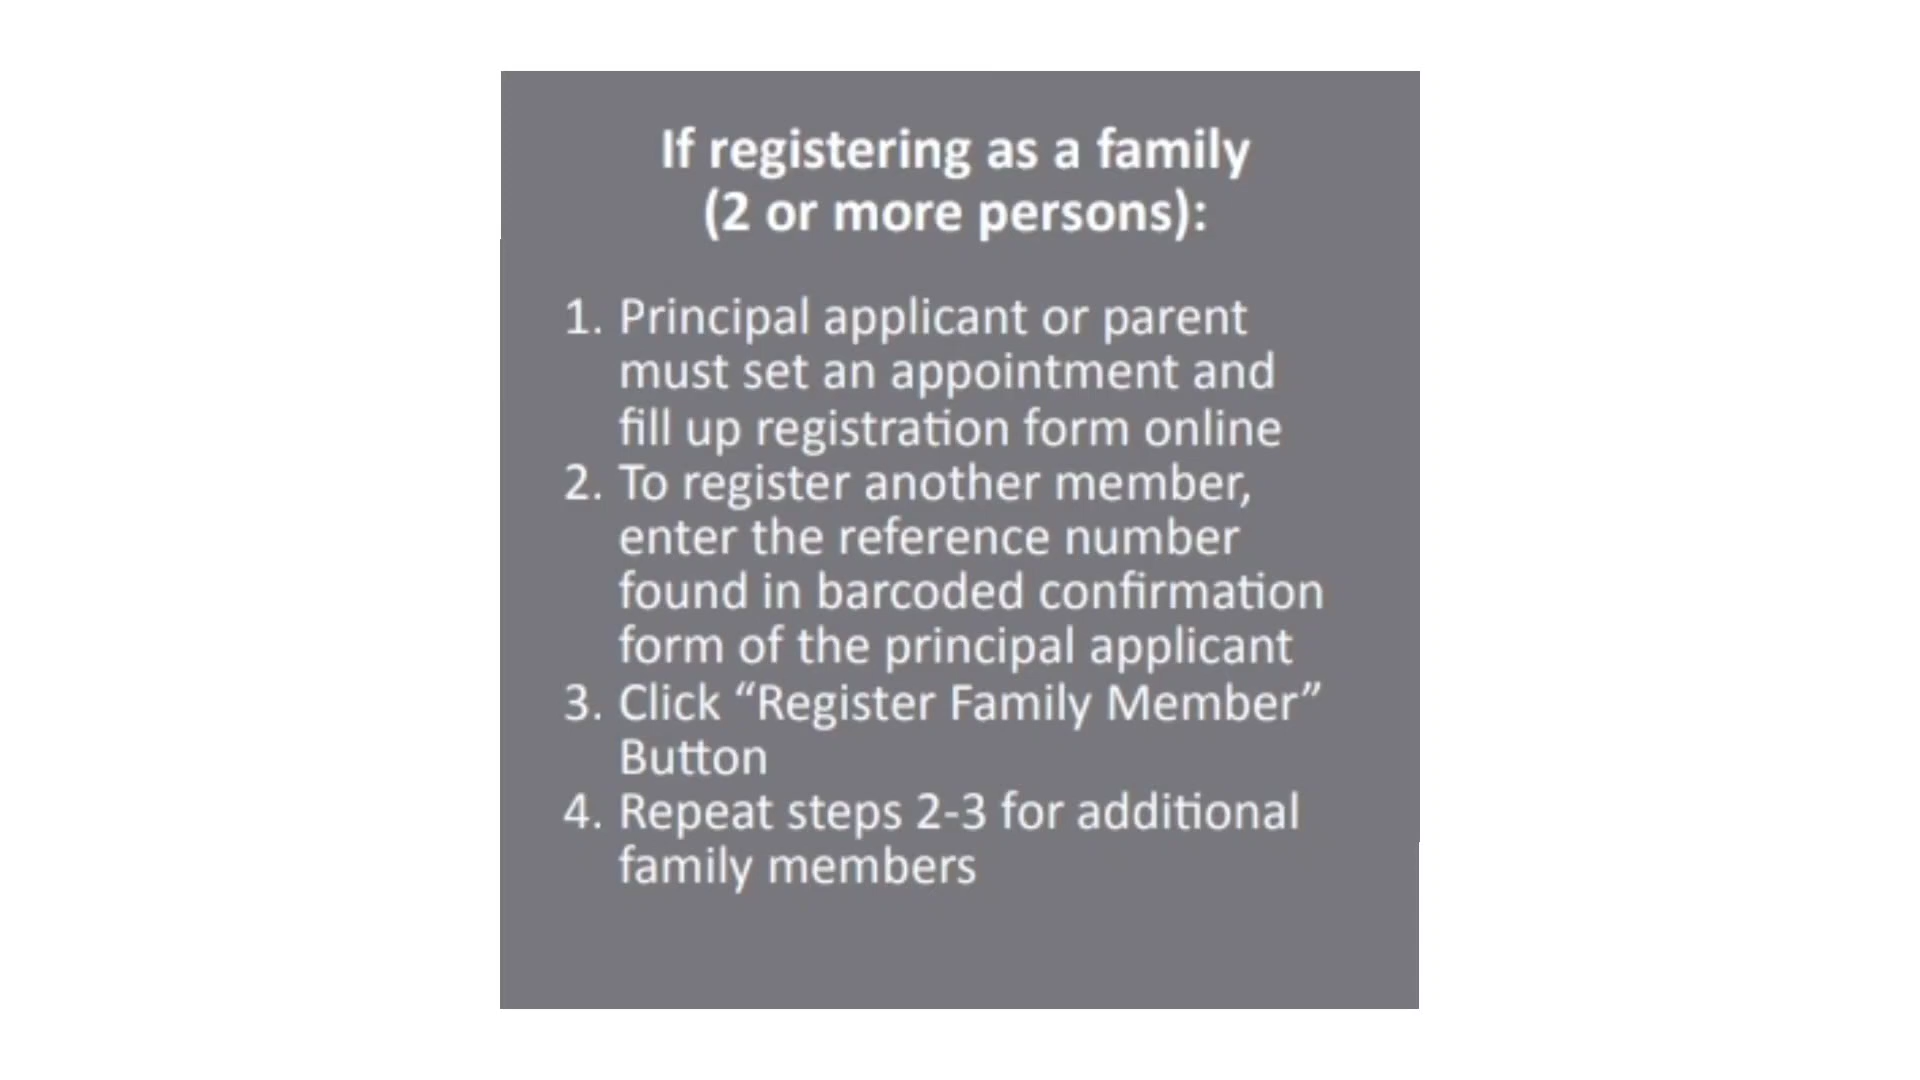 If registering as a family
(2 or more persons):
1. Principal applicant or parent
must set an appointment and
fill up registration form online
2. To register another member,
enter the reference number
found in barcoded confirmation
form of the principal applicant
3. Click “Register Family Member”
Button
4. Repeat steps 2-3 for additional
family members